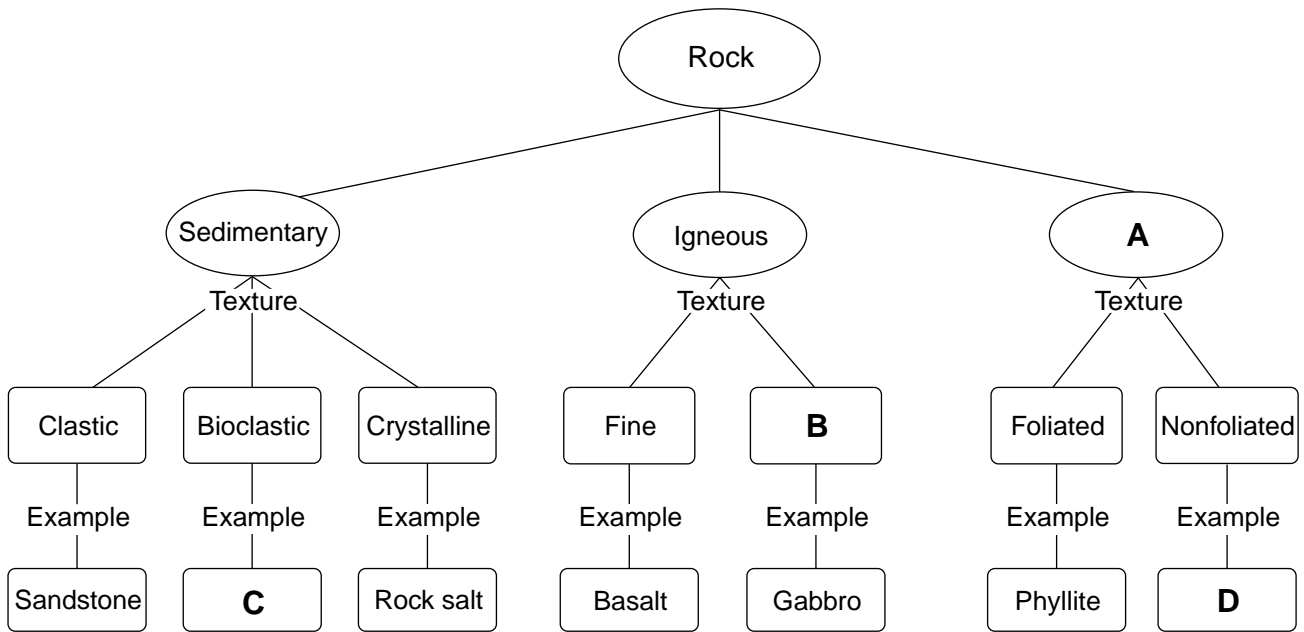 Rock
Sedimentary Igneous A
Texture Texture Texture
Clastic Bioclastic Crystalline Fine B Foliated Nonfoliated
Example Example Example Example Example Example Example
Sandstone C Rock salt Basalt Gabbro Phyllite D